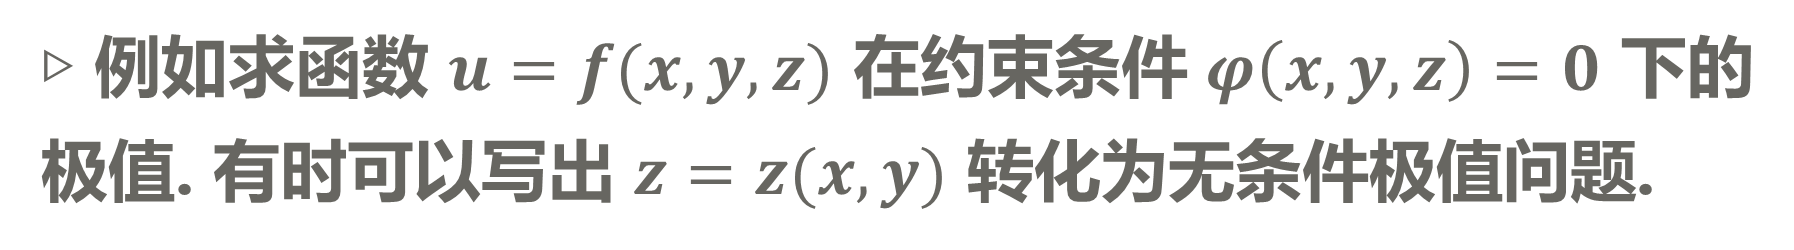 ▷ 例如求函数 u = f(x, y, z) 在约束条件 φ(x, y, z) = 0 下的
极值. 有时可以写出 z = z(x, y) 转化为无条件极值问题.